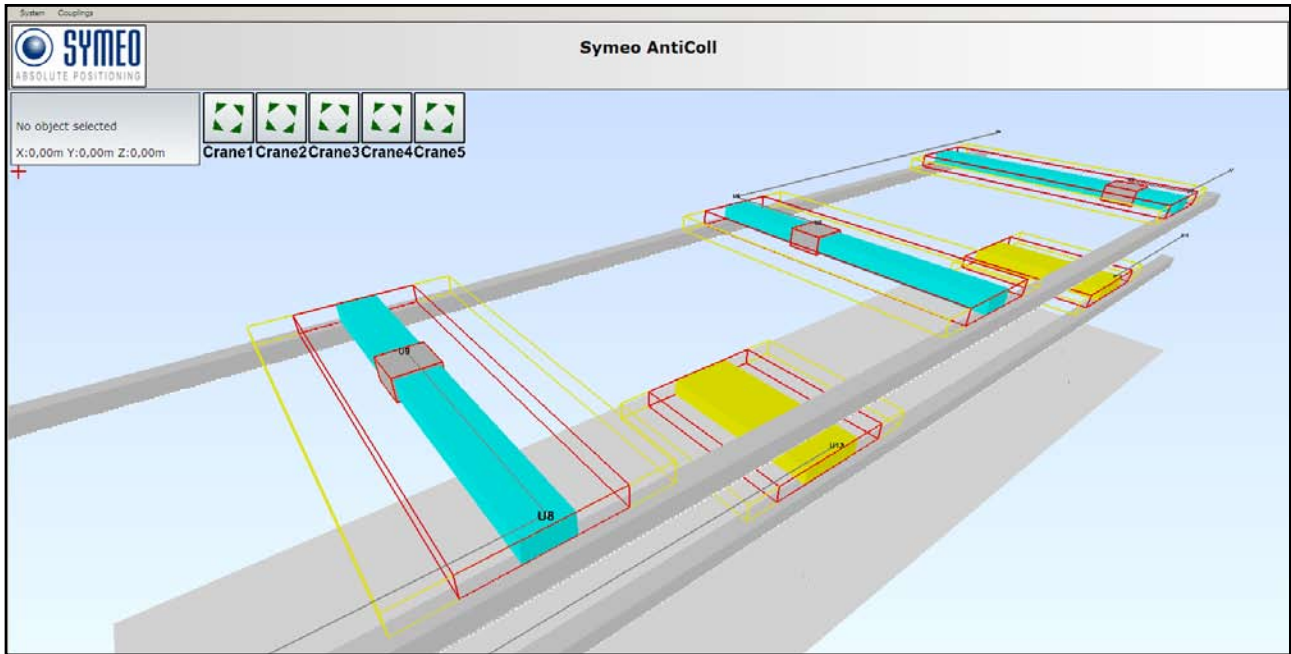 System Couplings
SYMEO
ABSOLUTE POSITIONING
Symeo AntiColl
No object selected
X:0,00m Y:0,00m Z:0,00m
Crane1 Crane2 Crane3 Crane4 Crane5
U9
U8